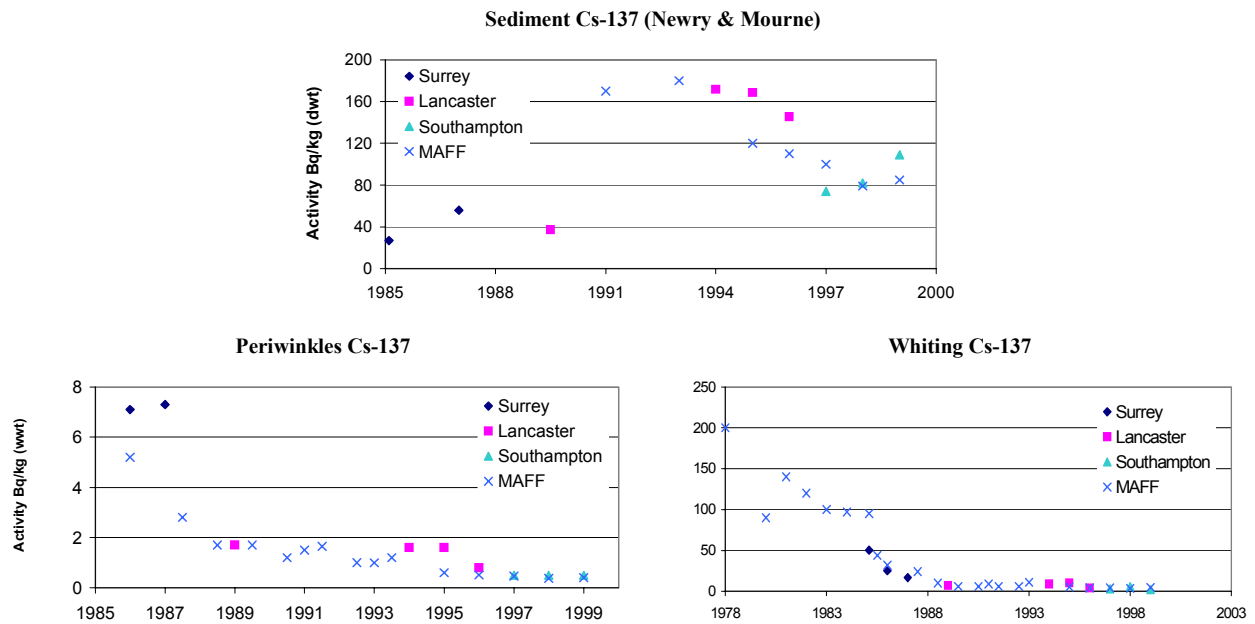 Sediment Cs-137 (Newry & Mourne)
Activity Bq/kg (dwt)
200
160
120
80
40
0
Surrey
Lancaster
Southampton
MAFF
1985 1988 1991 1994 1997 2000
Periwinkles Cs-137
Activity Bq/kg (wwt)
8
6
4
2
0
Surrey
Lancaster
Southampton
MAFF
1985 1987 1989 1991 1993 1995 1997 1999
Whiting Cs-137
250
200
150
100
50
0
Surrey
Lancaster
Southampton
MAFF
1978 1983 1988 1993 1998 2003